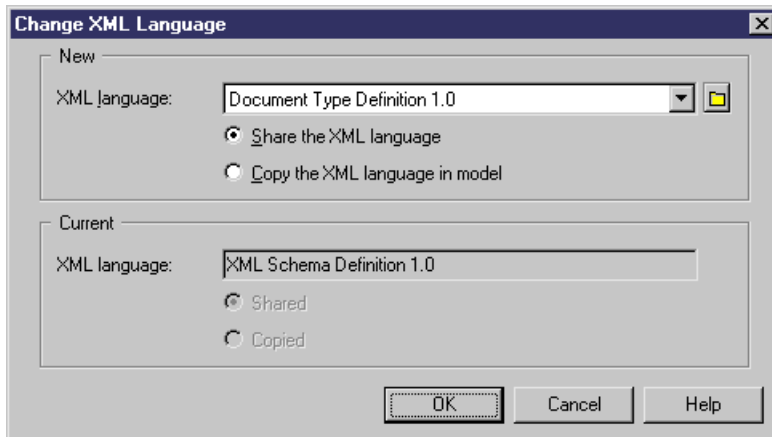 Change XML Language
New
XML language: Document Type Definition 1.0
Share the XML language
Copy the XML language in model
Current
XML language: XML Schema Definition 1.0
Shared
Copied
OK Cancel Help